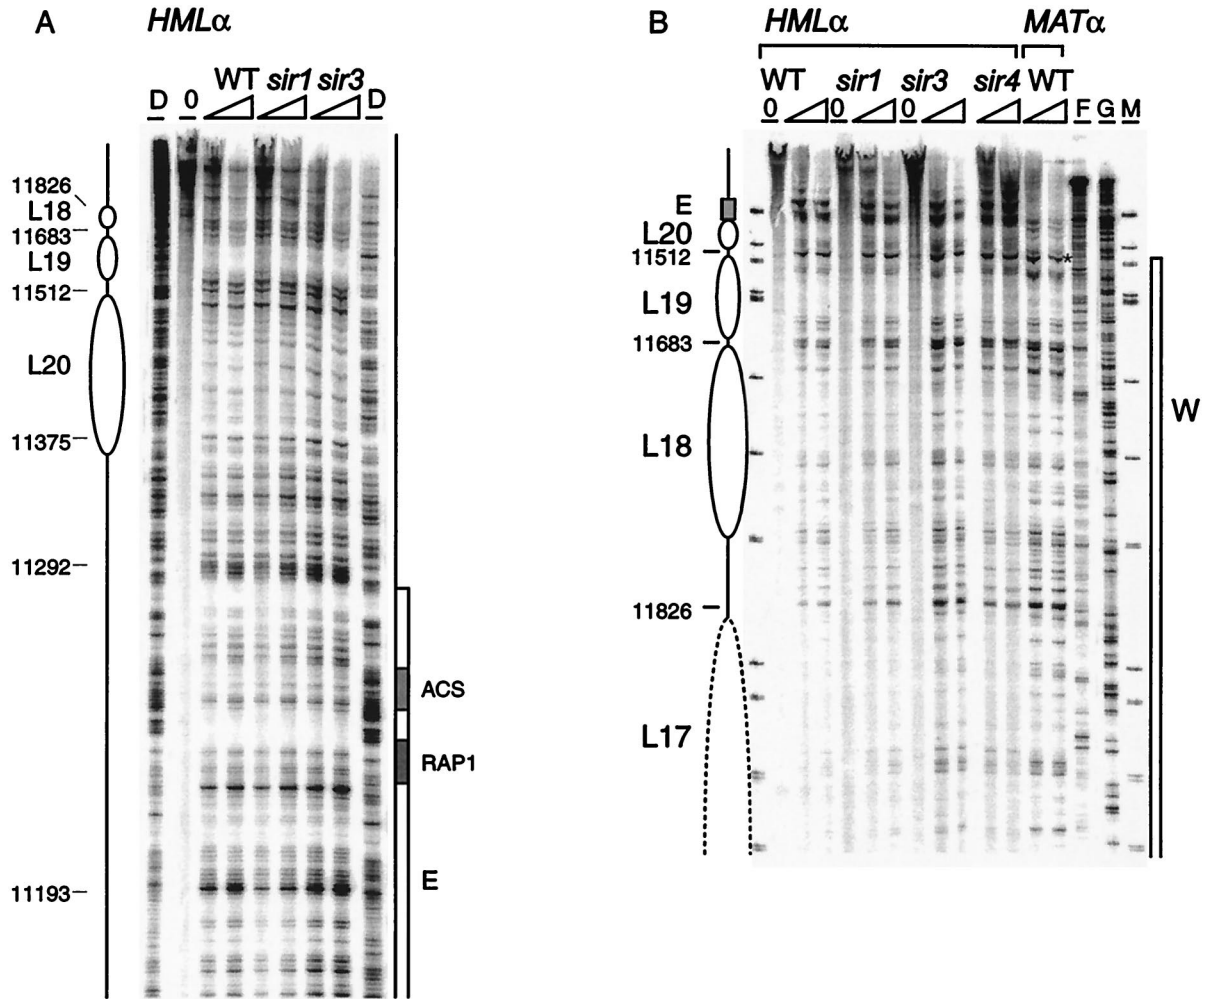 A HMLα
WT sir1 sir3
D 0 D
11826
L18
11683
L19
11512
L20
11375
11292
ACS
RAP1
E
11193
B HMLα MATα
WT sir1 sir3 sir4 WT
0 0 0 F G M
E
L20
11512 *
L19
11683
W
L18
11826
L17